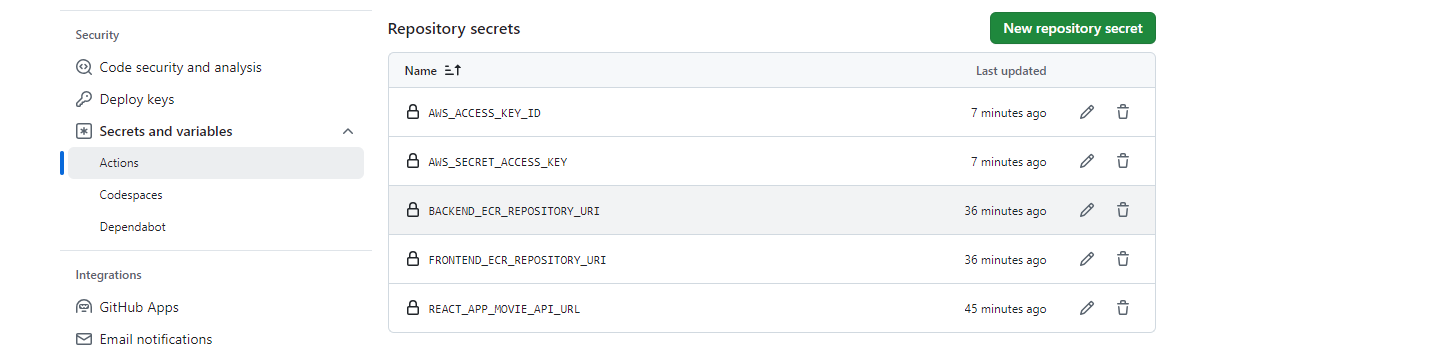 Security
Code security and analysis
Deploy keys
Secrets and variables
Actions
Codespaces
Dependabot
Integrations
GitHub Apps
Email notifications
Repository secrets
New repository secret
Name Last updated
AWS_ACCESS_KEY_ID 7 minutes ago
AWS_SECRET_ACCESS_KEY 7 minutes ago
BACKEND_ECR_REPOSITORY_URI 36 minutes ago
FRONTEND_ECR_REPOSITORY_URI 36 minutes ago
REACT_APP_MOVIE_API_URL 45 minutes ago